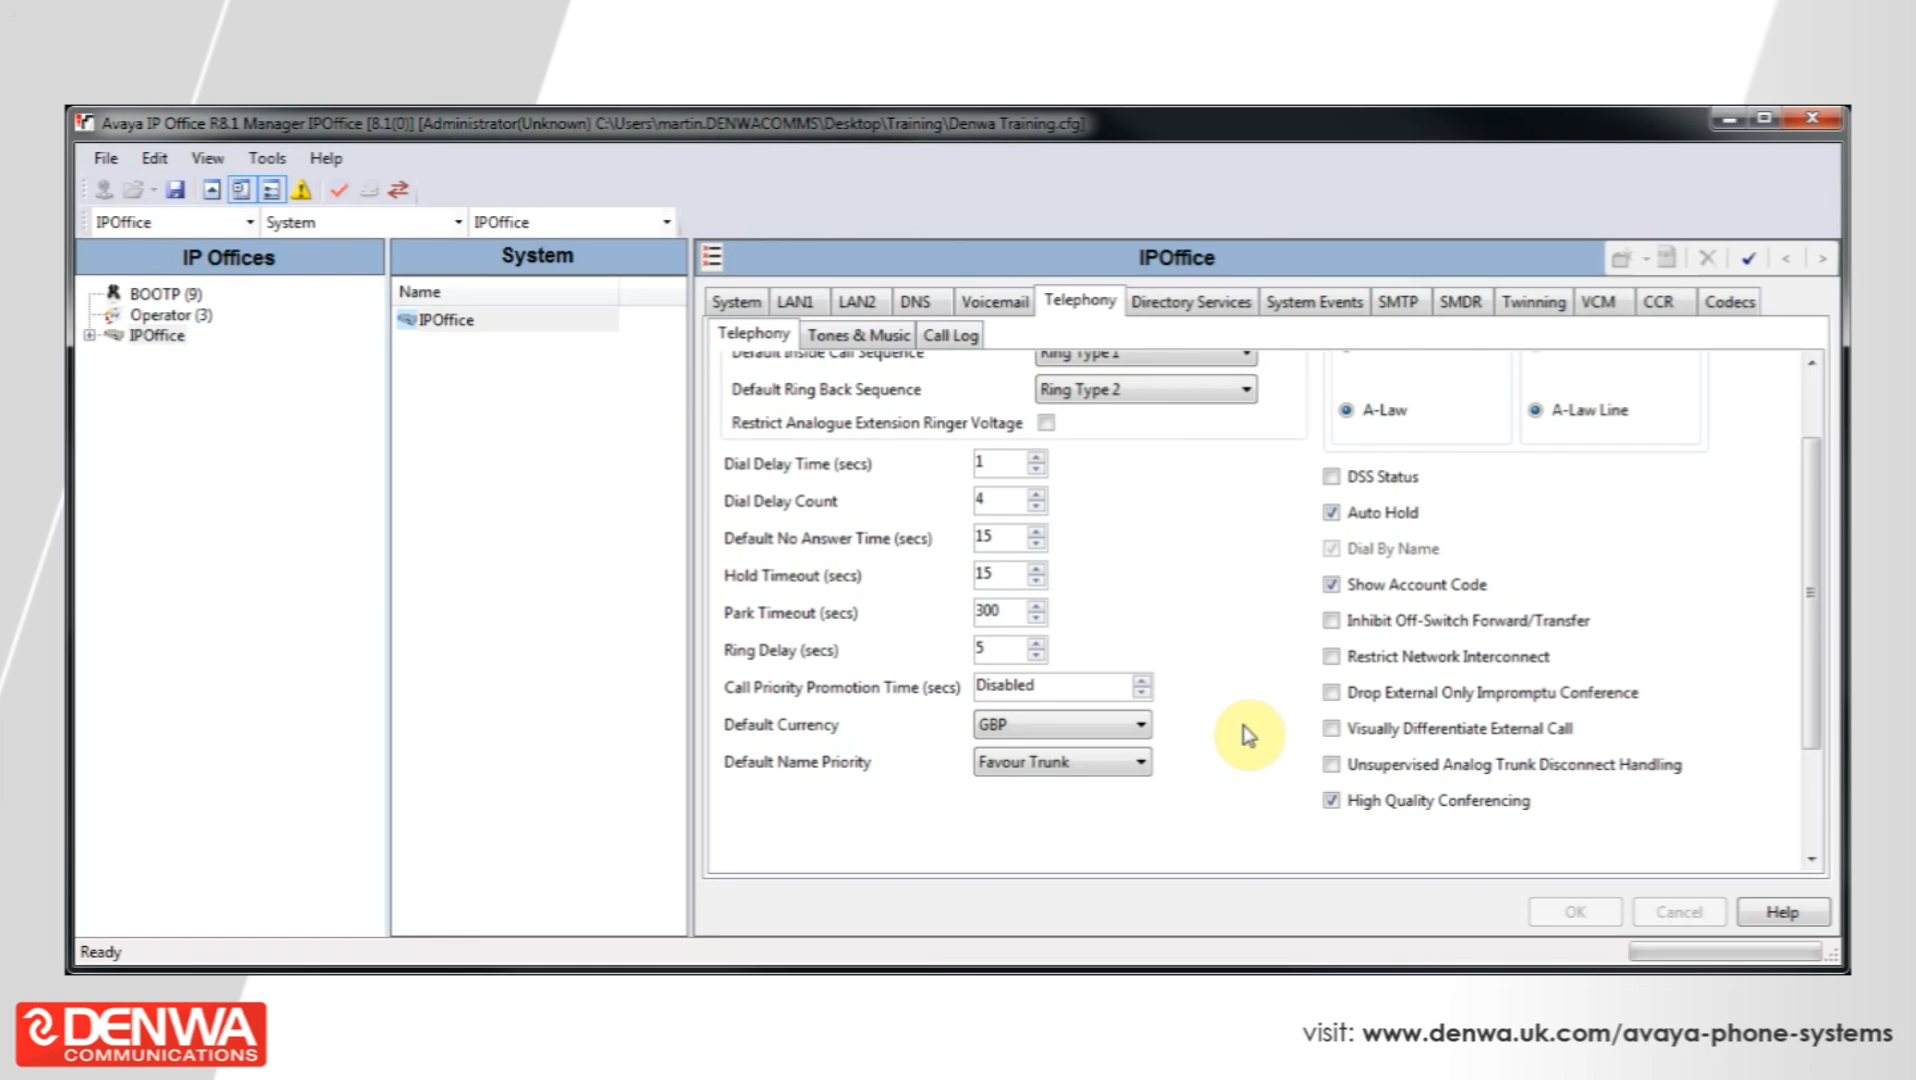 Avaya IP Office R8.1 Manager IPOffice [8.1(0)] [Administrator(Unknown) C:\Users\martin.DENWACOMMS\Desktop\Training\Denwa Training.cfg]
File Edit View Tools Help
IPOffice System IPOffice
IP Offices
System
IPOffice
BOOTP (9)
Operator (3)
IPOffice
Name
IPOffice
System LAN1 LAN2 DNS Voicemail Telephony Directory Services System Events SMTP SMDR Twinning VCM CCR Codecs
Telephony Tones & Music Call Log
Default Inside Call Sequence Ring Type 1
Default Ring Back Sequence Ring Type 2
Restrict Analogue Extension Ringer Voltage
A-Law A-Law Line
Dial Delay Time (secs) 1
Dial Delay Count 4
Default No Answer Time (secs) 15
Hold Timeout (secs) 15
Park Timeout (secs) 300
Ring Delay (secs) 5
Call Priority Promotion Time (secs) Disabled
Default Currency GBP
Default Name Priority Favour Trunk
DSS Status
Auto Hold
Dial By Name
Show Account Code
Inhibit Off-Switch Forward/Transfer
Restrict Network Interconnect
Drop External Only Impromptu Conference
Visually Differentiate External Call
Unsupervised Analog Trunk Disconnect Handling
High Quality Conferencing
OK Cancel Help
Ready
DENWA
COMMUNICATIONS
visit: www.denwa.uk.com/avaya-phone-systems